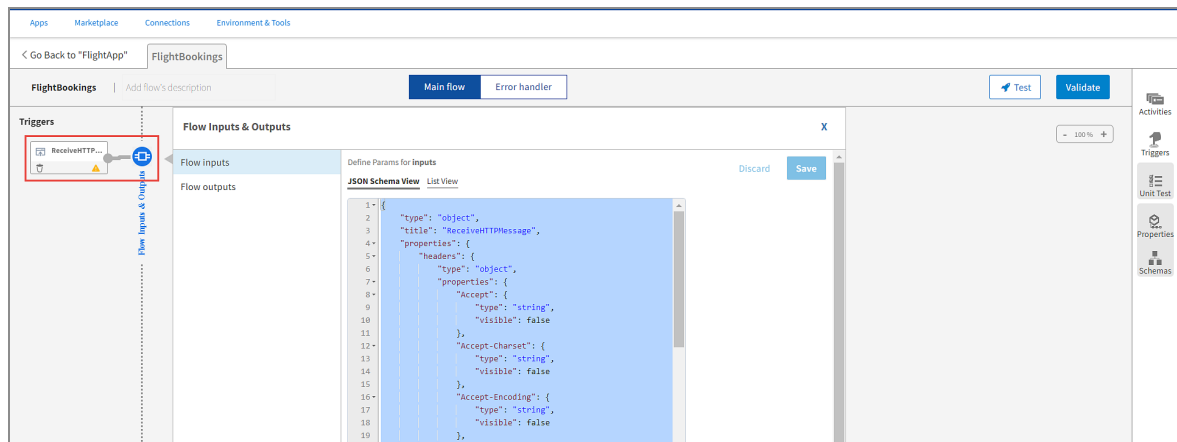 Apps Marketplace Connections Environment & Tools
< Go Back to "FlightApp" FlightBookings
FlightBookings | Add flow's description Main flow Error handler Test Validate
Triggers
ReceiveHTTP...
Flow Inputs & Outputs
Flow Inputs & Outputs X
Flow inputs
Flow outputs
Define Params for inputs
JSON Schema View List View
Discard Save
1 {
2 "type": "object",
3 "title": "ReceiveHTTPMessage",
4 "properties": {
5 "headers": {
6 "type": "object",
7 "properties": {
8 "Accept": {
9 "type": "string",
10 "visible": false
11 },
12 "Accept-Charset": {
13 "type": "string",
14 "visible": false
15 },
16 "Accept-Encoding": {
17 "type": "string",
18 "visible": false
19 },
- 100 % +
Activities
Triggers
Unit Test
Properties
Schemas